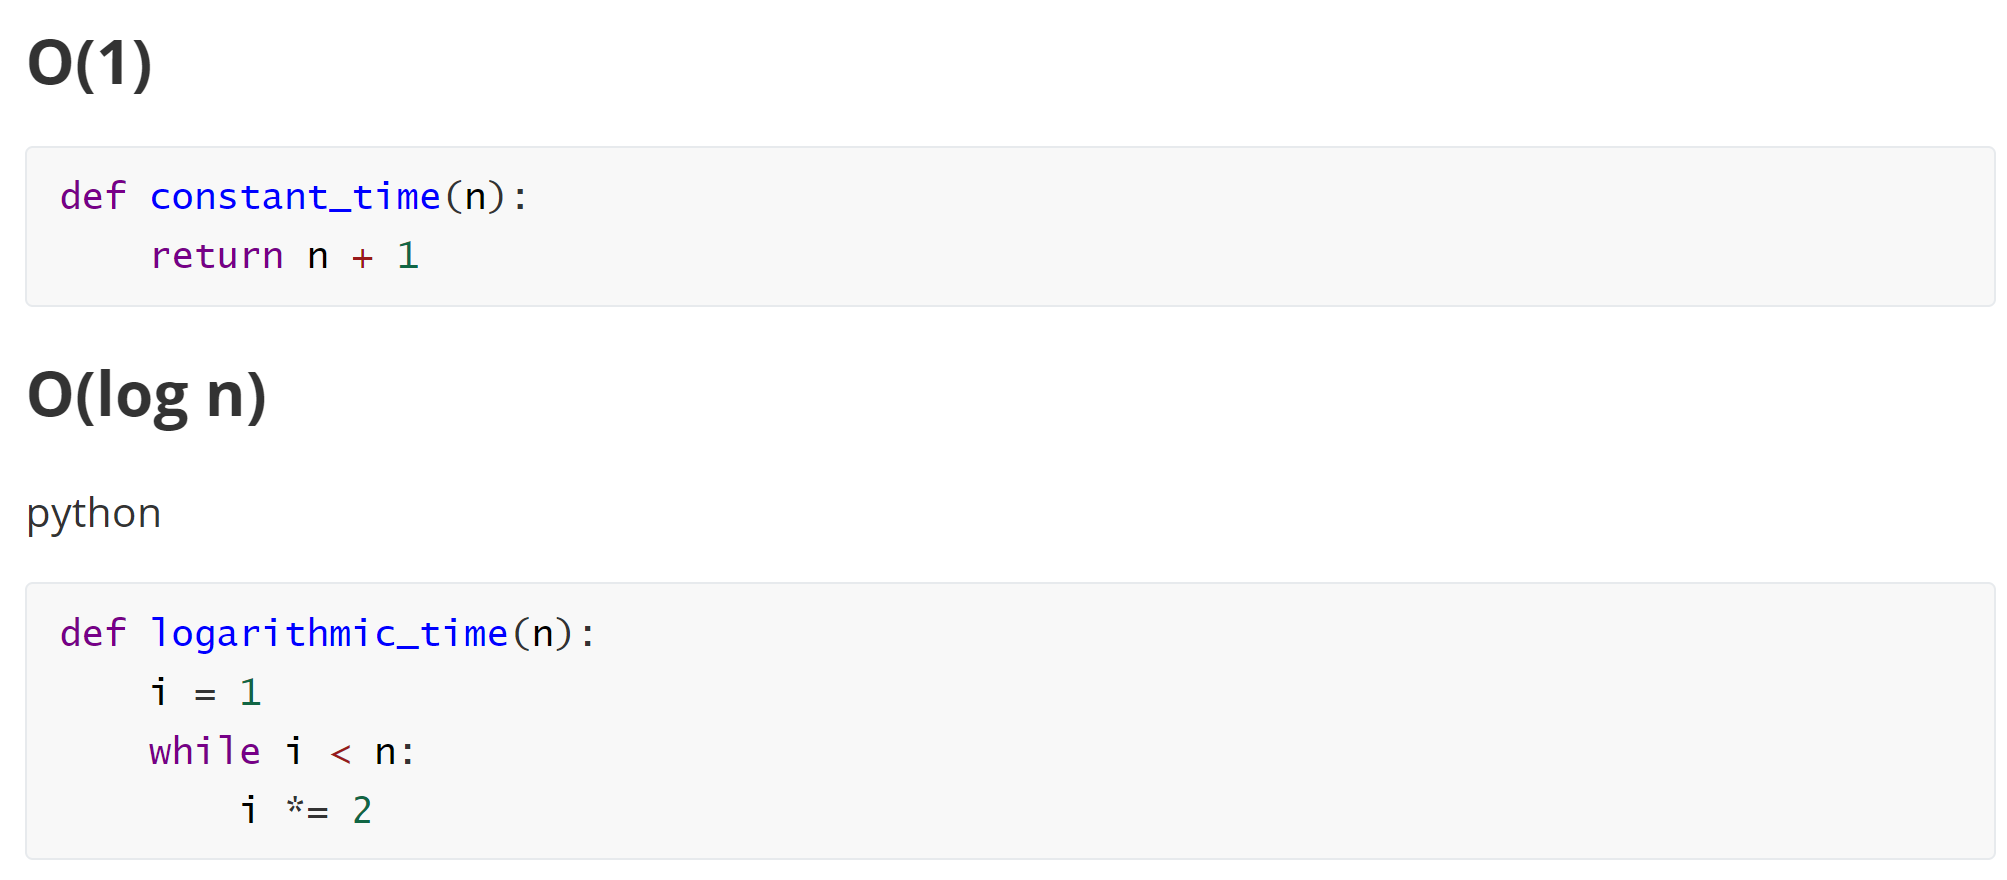 O(1)
def constant_time(n):
    return n + 1
O(log n)
python
def logarithmic_time(n):
    i = 1
    while i < n:
        i *= 2